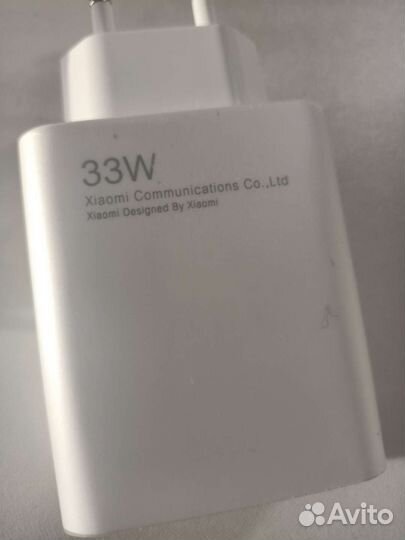 33W
Xiaomi Communications Co.,Ltd
Xiaomi Designed By Xiaomi
Avito